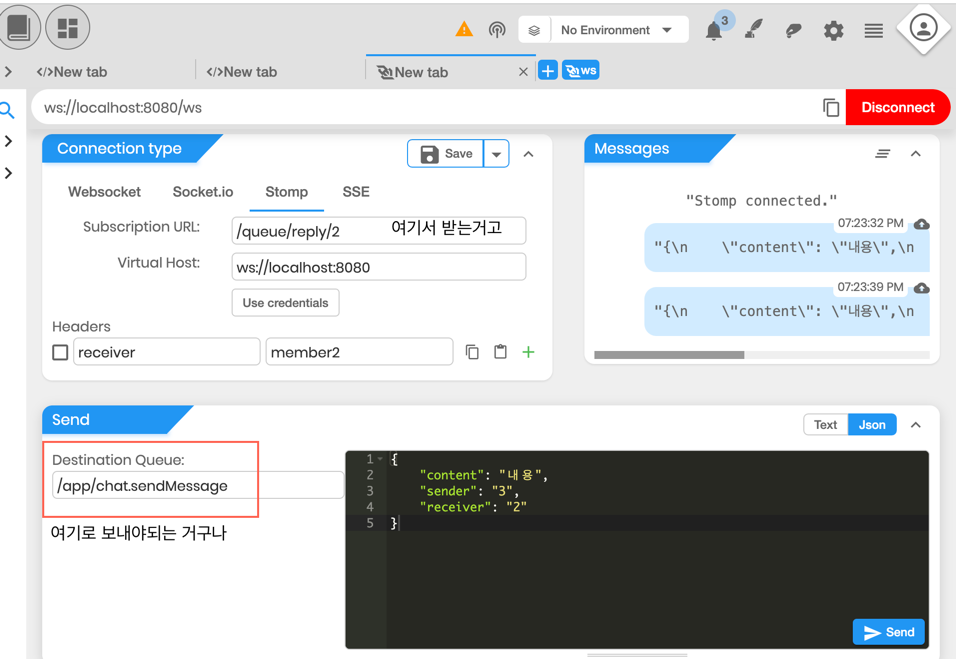 No Environment
3
</>New tab
</>New tab
New tab
ws
ws://localhost:8080/ws
Disconnect
Connection type
Save
Websocket
Socket.io
Stomp
SSE
Subscription URL:
/queue/reply/2
여기서 받는거고
Virtual Host:
ws://localhost:8080
Use credentials
Headers
receiver
member2
Messages
"Stomp connected."
07:23:32 PM
"{\n    \"content\": \"내용\",\n
07:23:39 PM
"{\n    \"content\": \"내용\",\n
Send
Text
Json
Destination Queue:
/app/chat.sendMessage
여기로 보내야되는 거구나
1 {
2 "content": "내용",
3 "sender": "3",
4 "receiver": "2"
5 }
Send